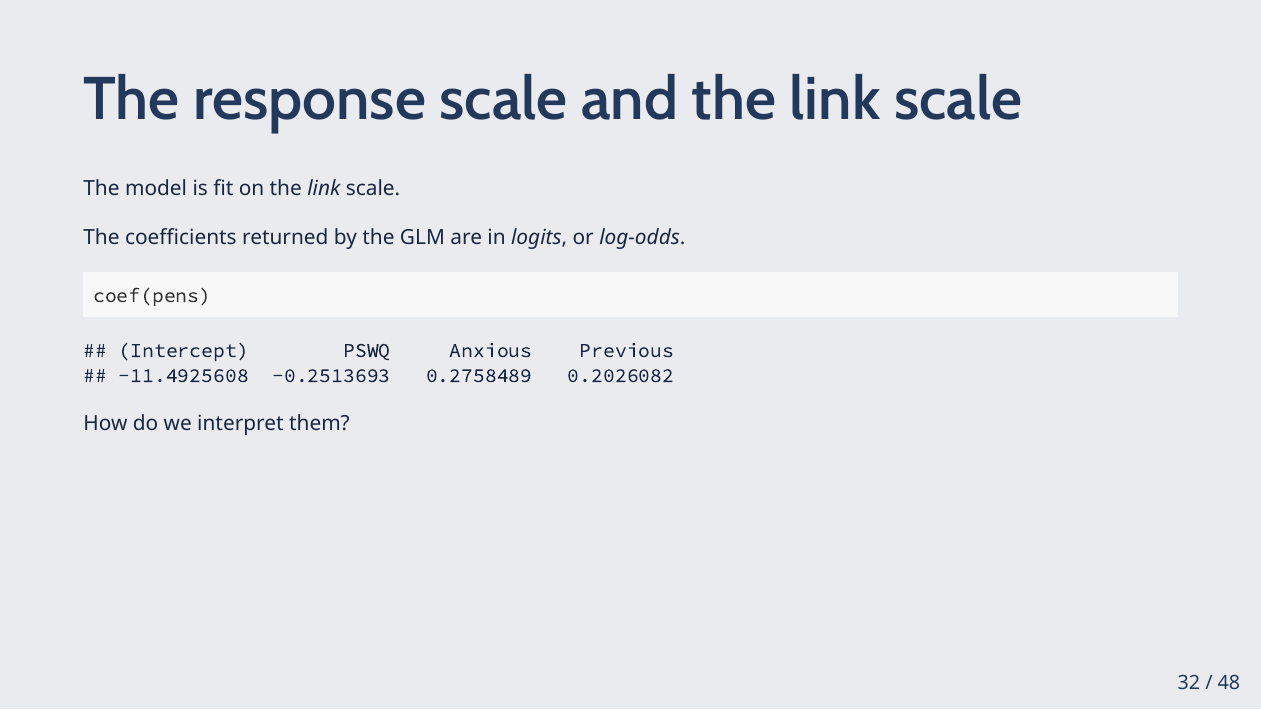 The response scale and the link scale
The model is fit on the link scale.
The coefficients returned by the GLM are in logits, or log-odds.
coef(pens)
## (Intercept)        PSWQ     Anxious    Previous
## -11.4925608  -0.2513693   0.2758489   0.2026082
How do we interpret them?
32 / 48